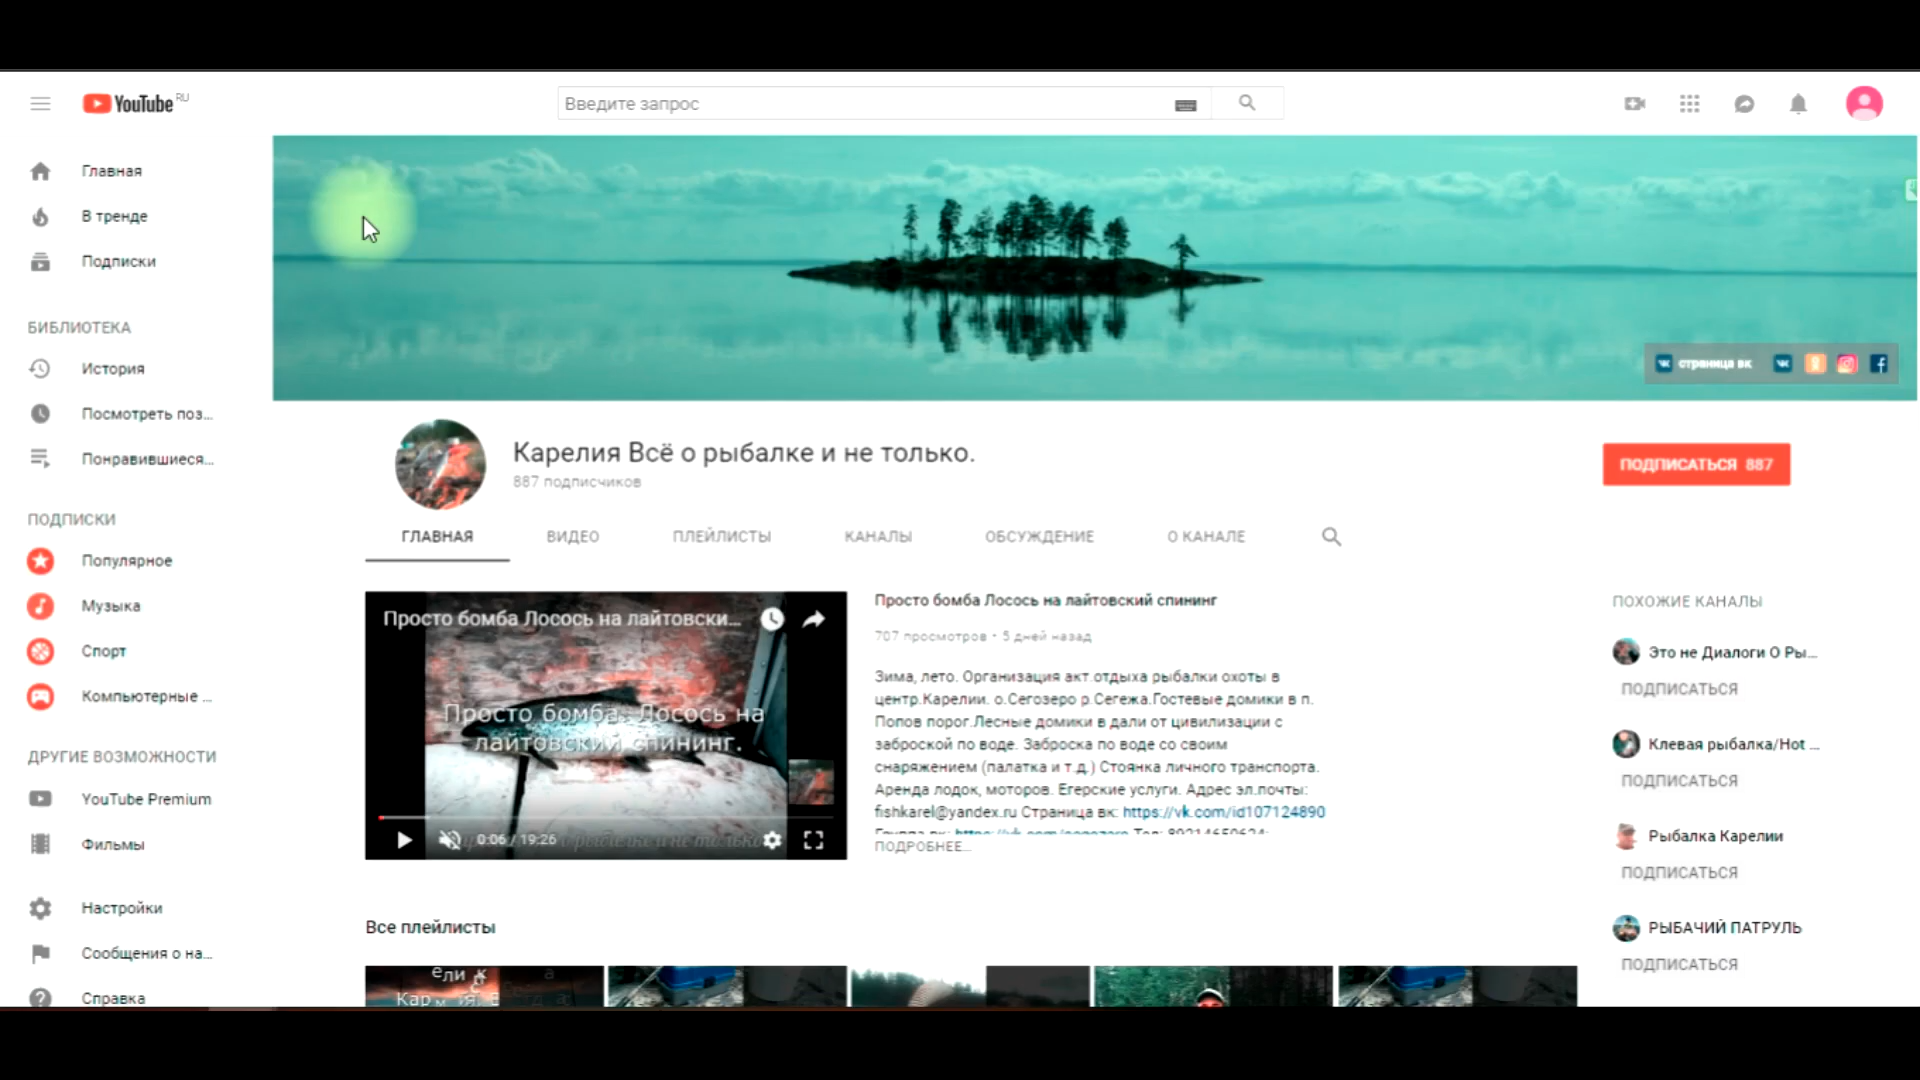 YouTube RU
Введите запрос
Главная
В тренде
Подписки
БИБЛИОТЕКА
История
Посмотреть поз...
Понравившиеся...
ПОДПИСКИ
Популярное
Музыка
Спорт
Компьютерные ...
ДРУГИЕ ВОЗМОЖНОСТИ
YouTube Premium
Фильмы
Настройки
Сообщения о на...
Справка
страница вк
Карелия Всё о рыбалке и не только.
887 подписчиков
ПОДПИСАТЬСЯ 887
ГЛАВНАЯ
ВИДЕО
ПЛЕЙЛИСТЫ
КАНАЛЫ
ОБСУЖДЕНИЕ
О КАНАЛЕ
Просто бомба Лосось на лайтовски...
Просто бомба. Лосось на
лайтовский спининг.
0:06 / 19:26
Просто бомба Лосось на лайтовский спининг
707 просмотров • 5 дней назад
Зима, лето. Организация акт.отдыха рыбалки охоты в
центр.Карелии. о.Сегозеро р.Сегежа.Гостевые домики в п.
Попов порог.Лесные домики в дали от цивилизации с
заброской по воде. Заброска по воде со своим
снаряжением (палатка и т.д.) Стоянка личного транспорта.
Аренда лодок, моторов. Егерские услуги. Адрес эл.почты:
fishkarel@yandex.ru Страница вк: https://vk.com/id107124890
ПОДРОБНЕЕ...
Все плейлисты
ПОХОЖИЕ КАНАЛЫ
Это не Диалоги О Ры...
ПОДПИСАТЬСЯ
Клевая рыбалка/Hot ...
ПОДПИСАТЬСЯ
Рыбалка Карелии
ПОДПИСАТЬСЯ
РЫБАЧИЙ ПАТРУЛЬ
ПОДПИСАТЬСЯ